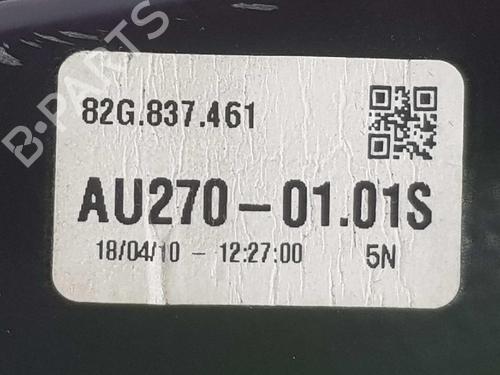 B-PARTS
82G.837.461
AU270-01.01S
18/04/10 - 12:27:00 5N